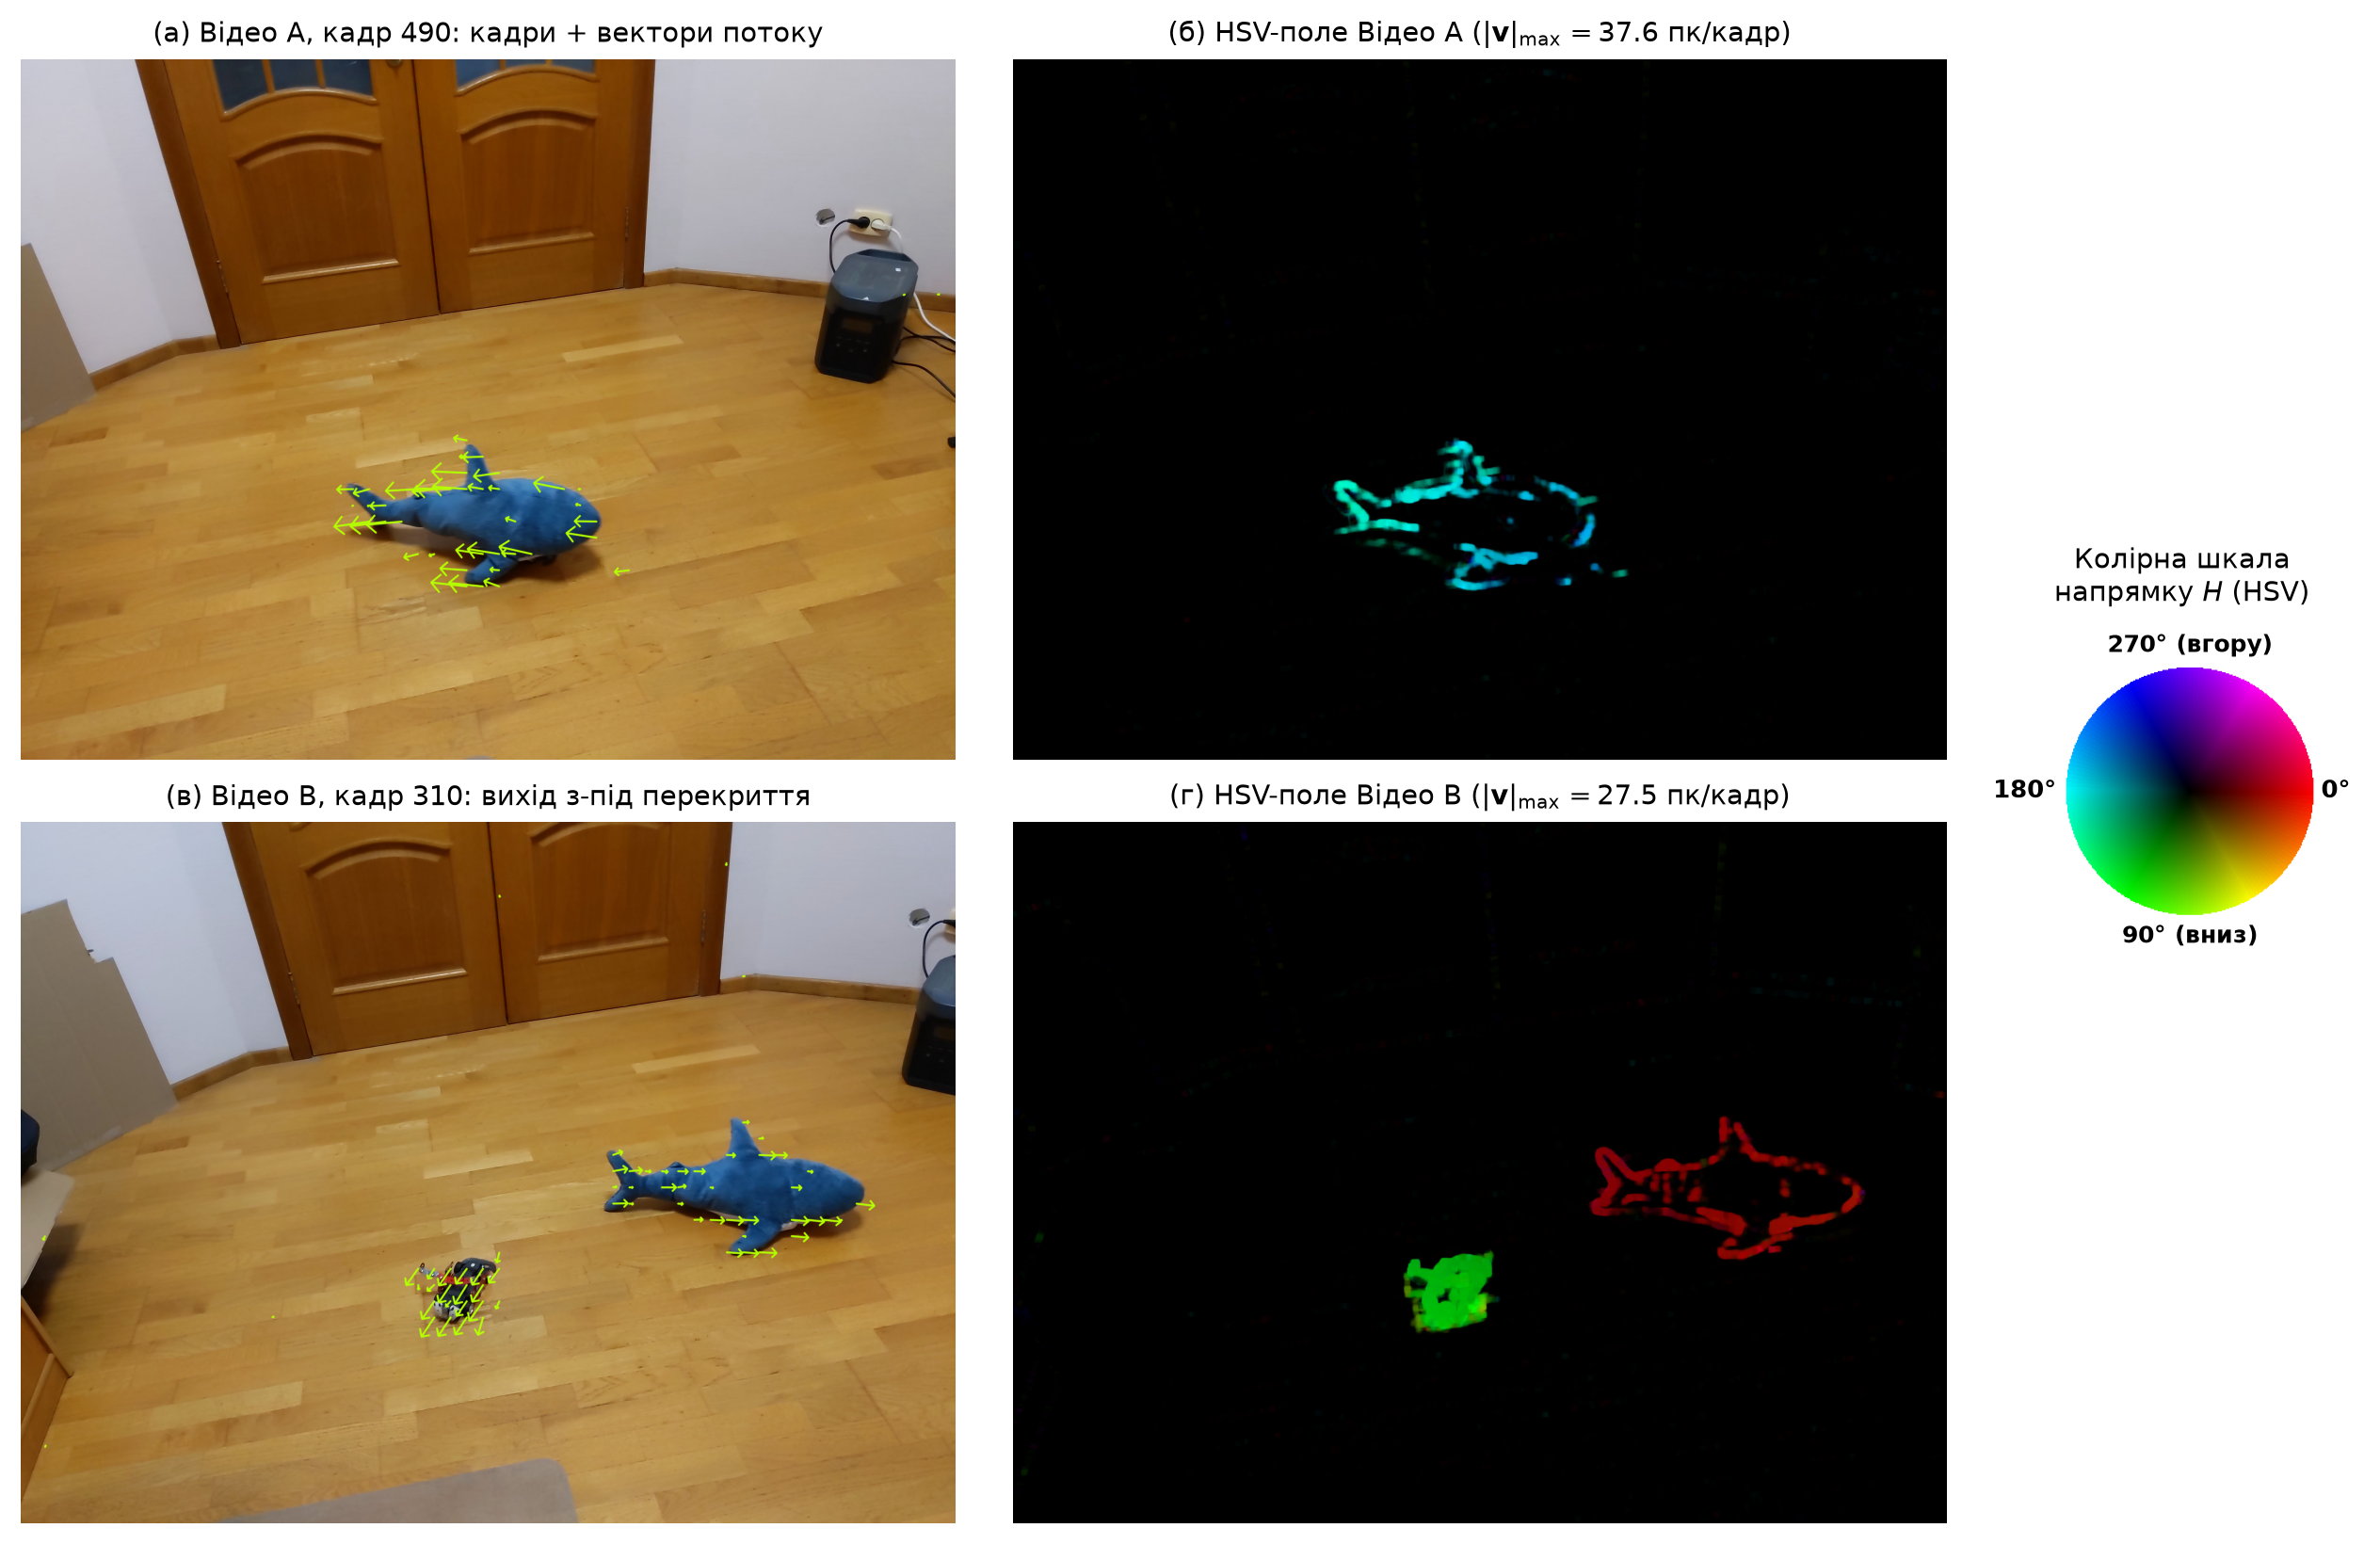 (а) Відео A, кадр 490: кадри + вектори потоку
(б) HSV-поле Відео A (|v|max = 37.6 пк/кадр)
(в) Відео B, кадр 310: вихід з-під перекриття
(г) HSV-поле Відео B (|v|max = 27.5 пк/кадр)
Колірна шкала
напрямку H (HSV)
270° (вгору)
180°
0°
90° (вниз)